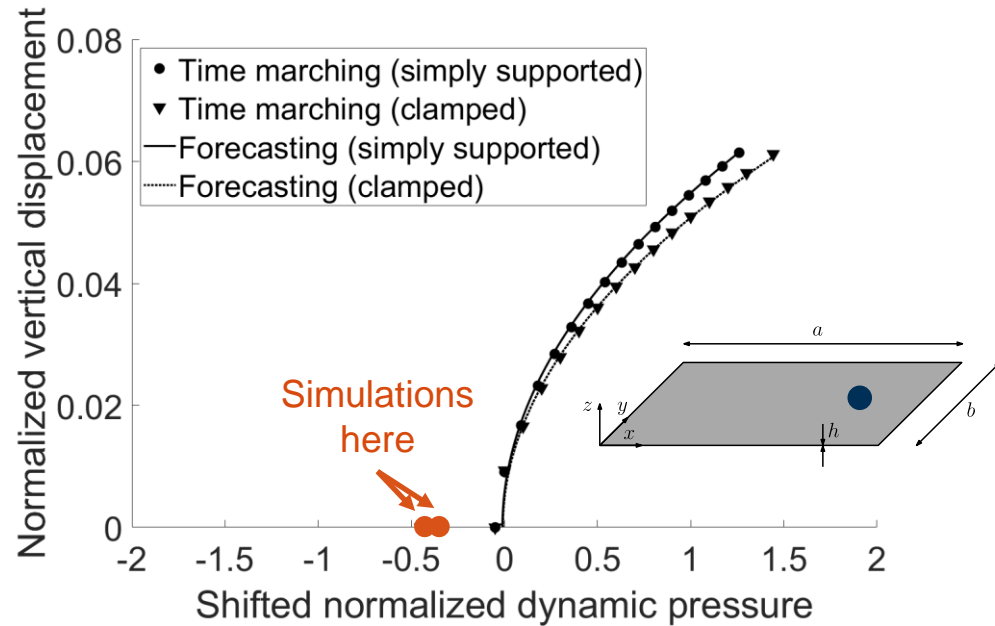 Normalized vertical displacement
0.08
0.06
0.04
0.02
0
Time marching (simply supported)
Time marching (clamped)
Forecasting (simply supported)
Forecasting (clamped)
Simulations
here
a
b
z
y
x
h
-2
-1.5
-1
-0.5
0
0.5
1
1.5
2
Shifted normalized dynamic pressure